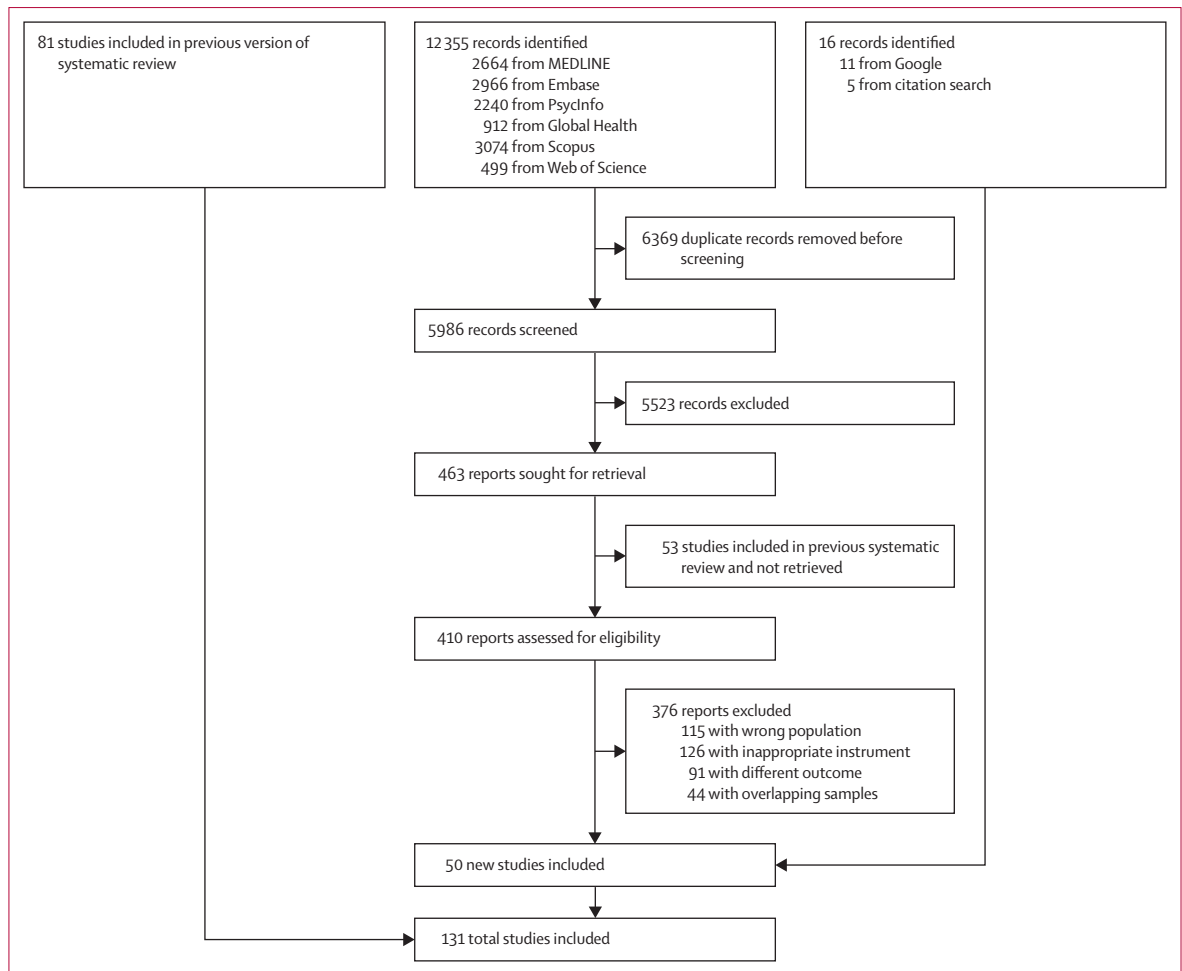 81 studies included in previous version of
systematic review
12 355 records identified
2664 from MEDLINE
2966 from Embase
2240 from PsycInfo
912 from Global Health
3074 from Scopus
499 from Web of Science
16 records identified
11 from Google
5 from citation search
6369 duplicate records removed before
screening
5986 records screened
5523 records excluded
463 reports sought for retrieval
53 studies included in previous systematic
review and not retrieved
410 reports assessed for eligibility
376 reports excluded
115 with wrong population
126 with inappropriate instrument
91 with different outcome
44 with overlapping samples
50 new studies included
131 total studies included